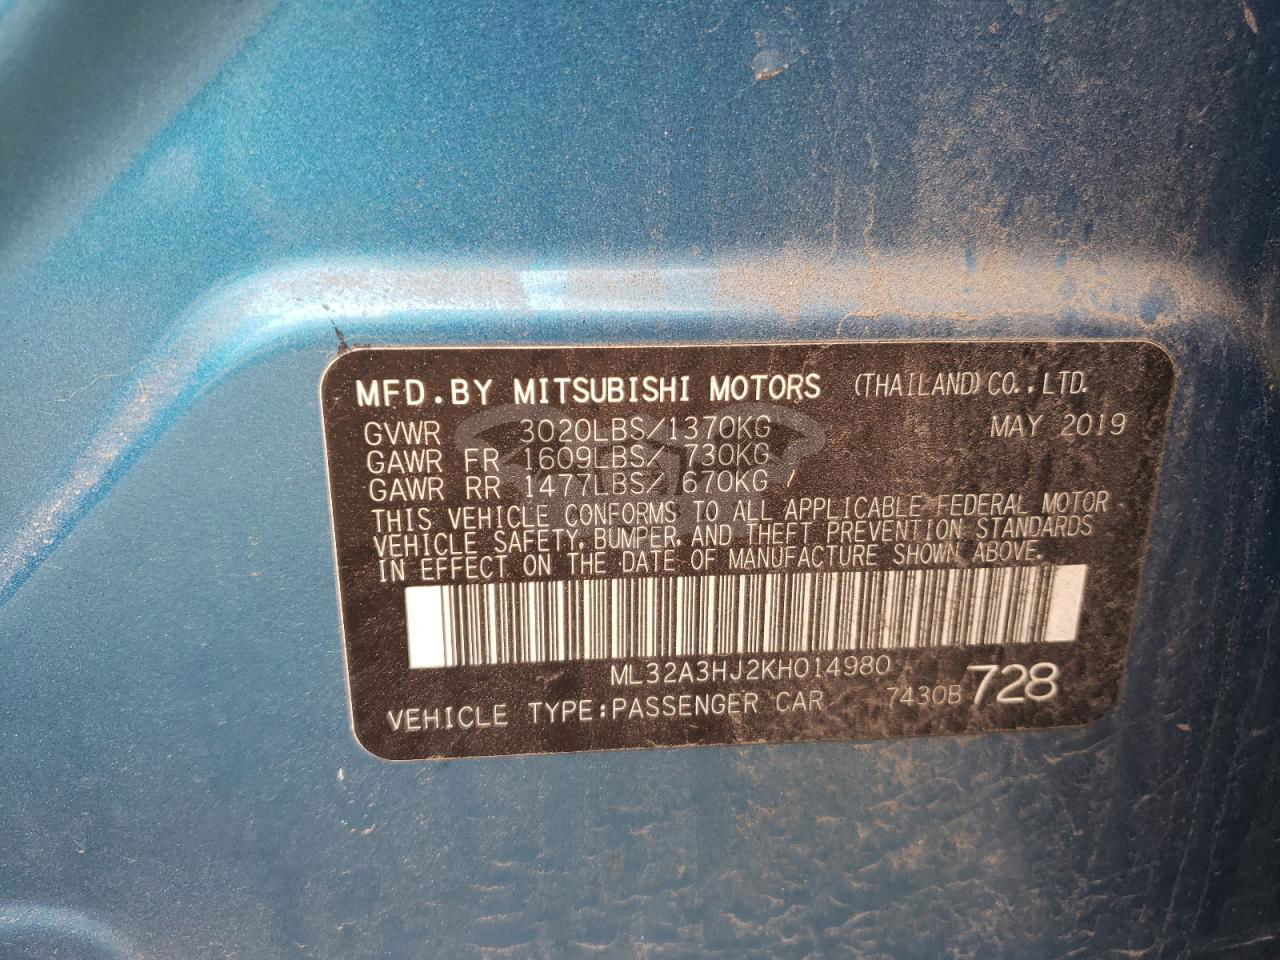 MFD.BY MITSUBISHI MOTORS (THAILAND) CO.,LTD.
GVWR 3020LBS/1370KG MAY 2019
GAWR FR 1609LBS/ 730KG
GAWR RR 1477LBS/ 670KG
THIS VEHICLE CONFORMS TO ALL APPLICABLE FEDERAL MOTOR
VEHICLE SAFETY, BUMPER, AND THEFT PREVENTION STANDARDS
IN EFFECT ON THE DATE OF MANUFACTURE SHOWN ABOVE.
ML32A3HJ2KH014980
VEHICLE TYPE:PASSENGER CAR 7430B 728